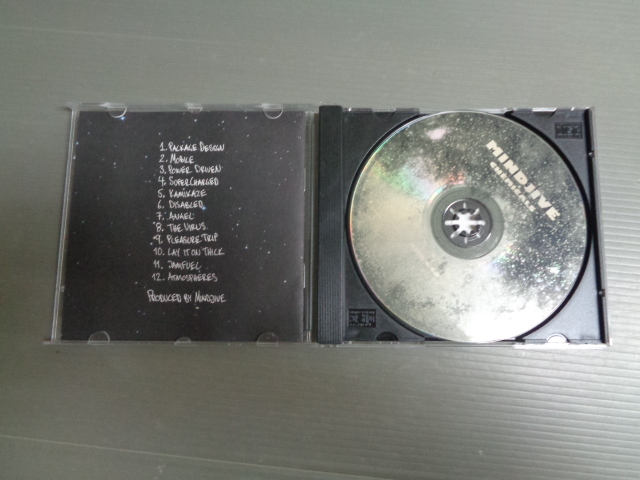 1. PACKAGE DESIGN
2. MOBILE
3. POWER DRIVEN
4. SUPERCHARGED
5. KAMIKAZE
6. DISABLED
7. ANGEL
8. THE VIRUS
9. PLEASURE TRIP
10. LAY IT ON THICK
11. JAMFUEL
12. ATMOSPHERES
PRODUCED BY MINDJIVE
MINDJIVE